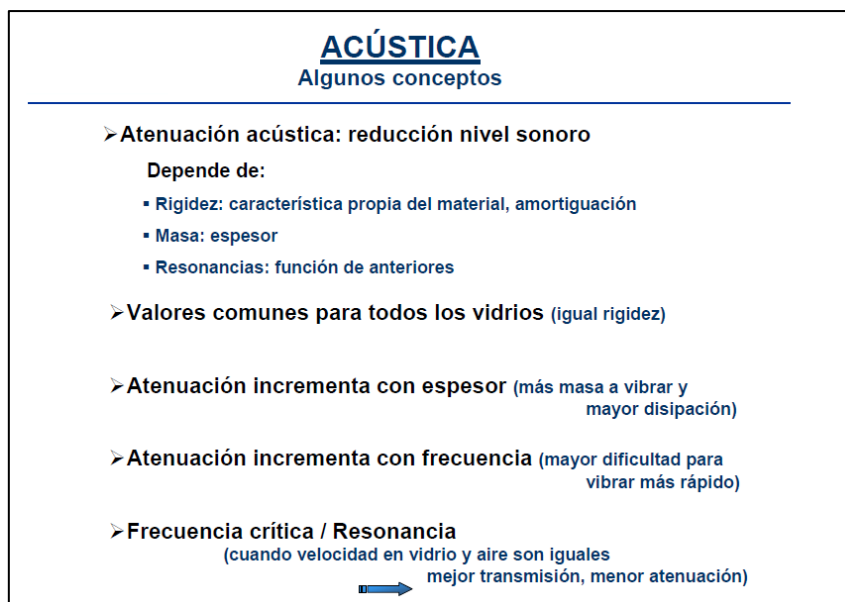 ACÚSTICA
Algunos conceptos
➢Atenuación acústica: reducción nivel sonoro
Depende de:
▪ Rigidez: característica propia del material, amortiguación
▪ Masa: espesor
▪ Resonancias: función de anteriores
➢Valores comunes para todos los vidrios (igual rigidez)
➢Atenuación incrementa con espesor (más masa a vibrar y
mayor disipación)
➢Atenuación incrementa con frecuencia (mayor dificultad para
vibrar más rápido)
➢Frecuencia crítica / Resonancia
(cuando velocidad en vidrio y aire son iguales
mejor transmisión, menor atenuación)